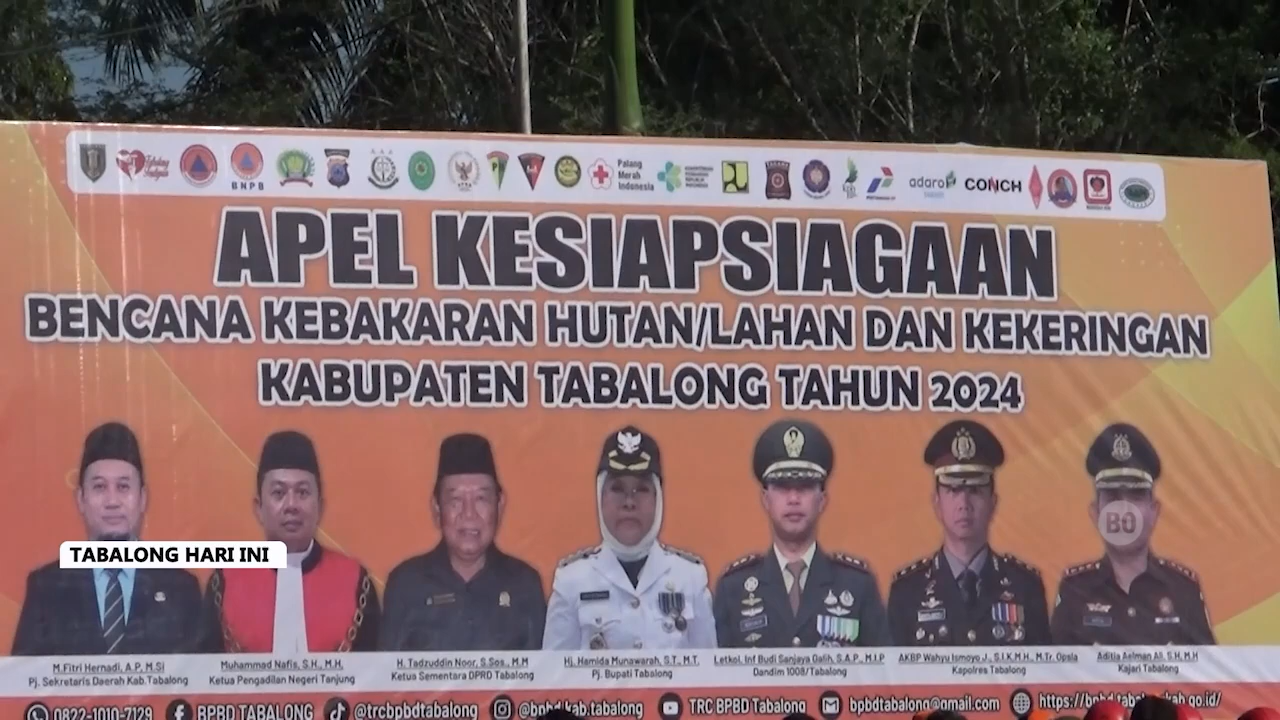 BNPB
Palang
Merah
Indonesia
adaro
CONCH
APEL KESIAPSIAGAAN
BENCANA KEBAKARAN HUTAN/LAHAN DAN KEKERINGAN
KABUPATEN TABALONG TAHUN 2024
BO
TABALONG HARI INI
M.Fitri Hernadi, A.P, M.Si
Pj. Sekretaris Daerah Kab.Tabalong
Muhammad Nafis, S.H., M.H.
Ketua Pengadilan Negeri Tanjung
H. Tadzuddin Noor, S.Sos., M.M
Ketua Sementara DPRD Tabalong
Hj. Hamida Munawarah, S.T., M.T.
Pj. Bupati Tabalong
Letkol. Inf Budi Sanjaya Galih, S.A.P., M.I.P
Dandim 1008/Tabalong
AKBP Wahyu Ismoyo J., S.I.K,M.H., M.Tr. Opsla
Kapolres Tabalong
Aditia Aelman Ali, S.H, M.H
Kajari Tabalong
0822-1010-7129
BPBD TABALONG
@trcbpbdtabalong
@bpbd.kab.tabalong
TRC BPBD Tabalong
bpbdtabalong@gmail.com